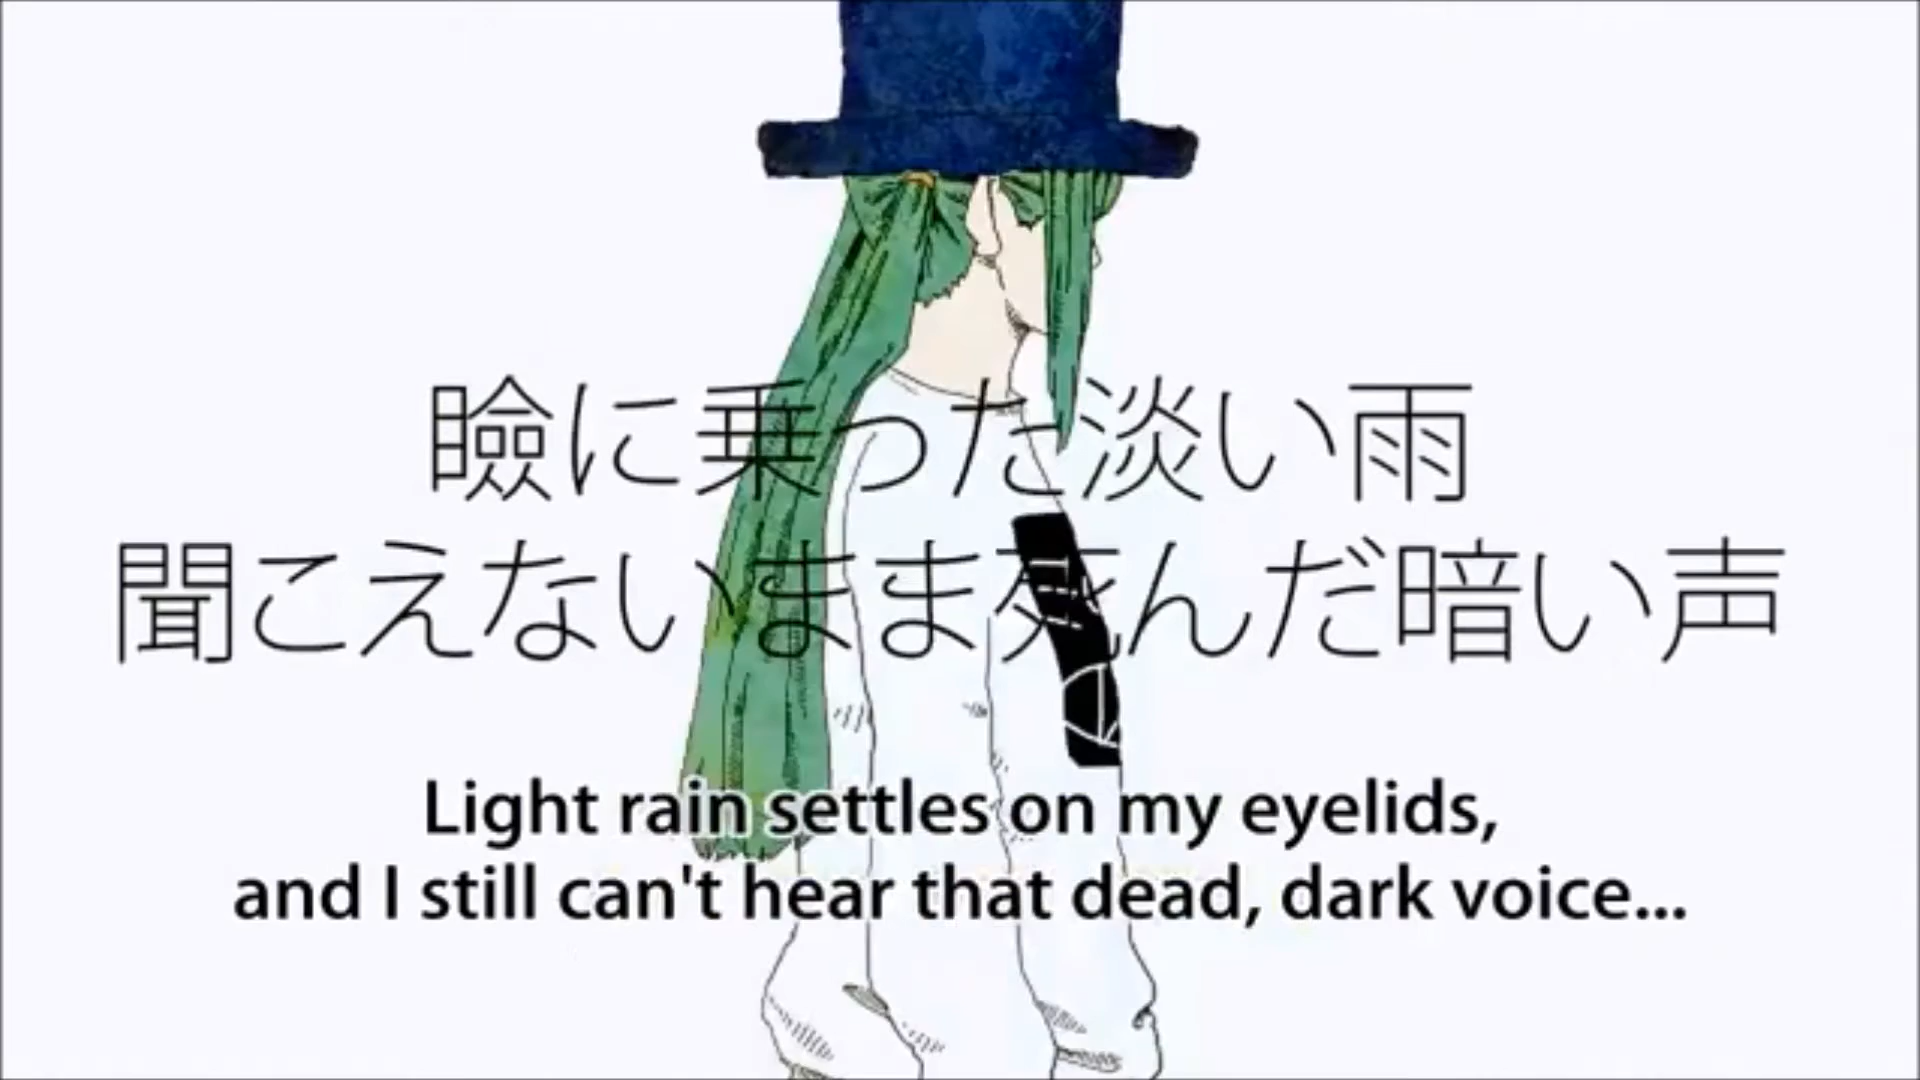 瞼に乗った淡い雨
聞こえないまま死んだ暗い声
Light rain settles on my eyelids,
and I still can't hear that dead, dark voice...